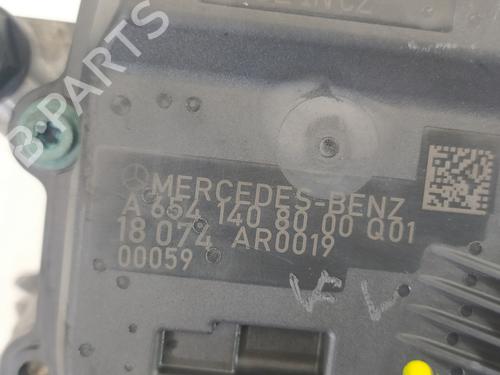 B-PARTS
MERCEDES-BENZ
A 654 140 80 00 Q01
18 074 AR0019
00059